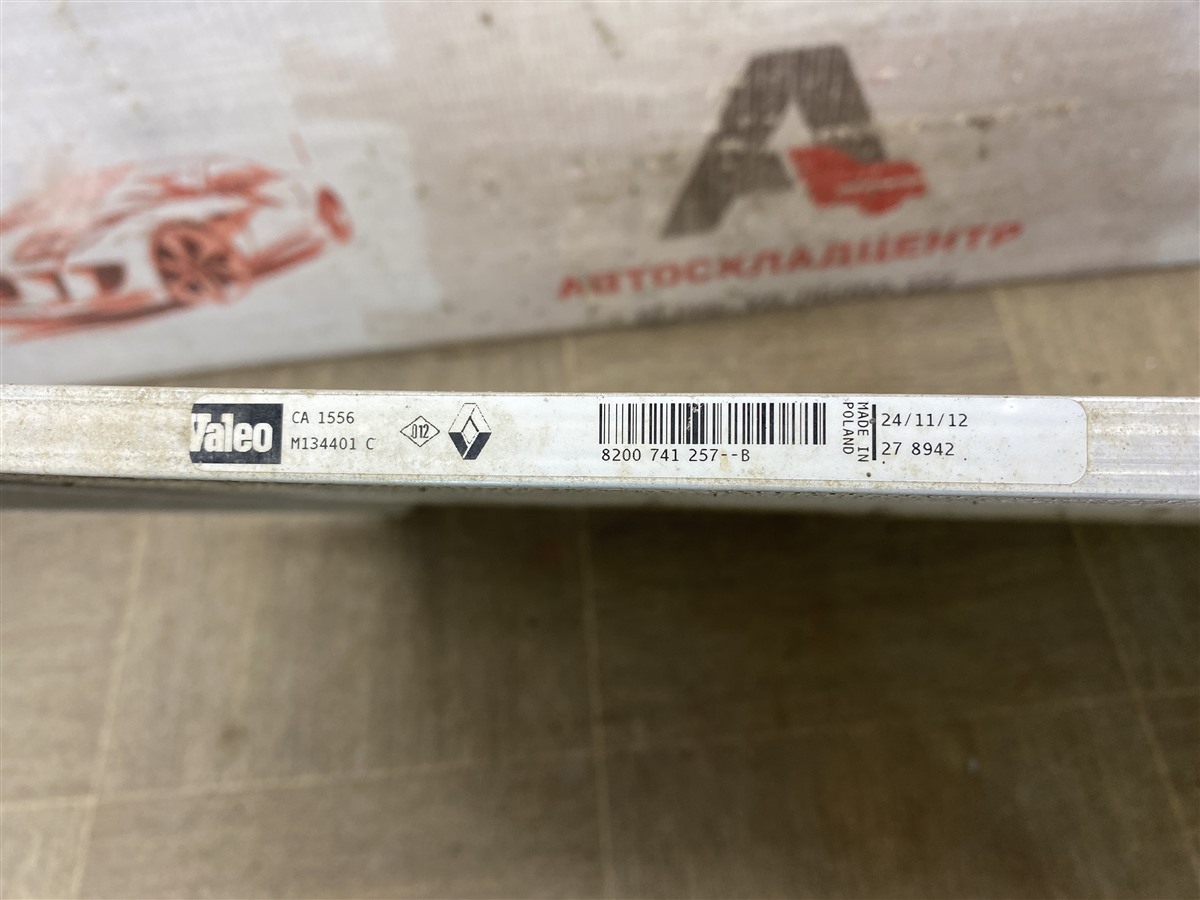 АВТОСКЛАДЦЕНТР
Valeo
CA 1556
M134401 C
012
8200 741 257--B
MADE IN
POLAND
24/11/12
27 8942